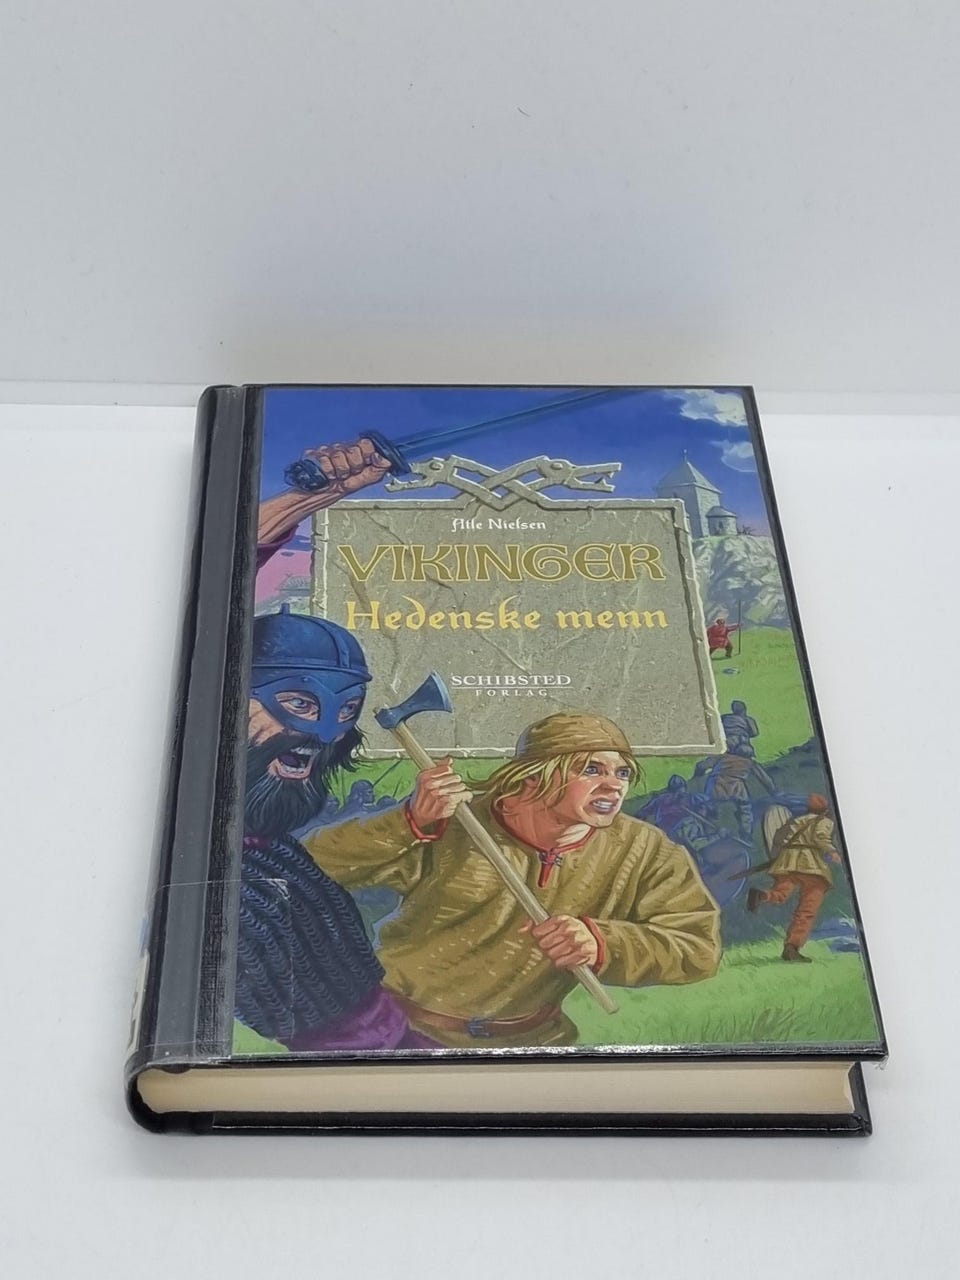 Atle Nielsen
VIKINGER
Hedenske menn
SCHIBSTED
FORLAG